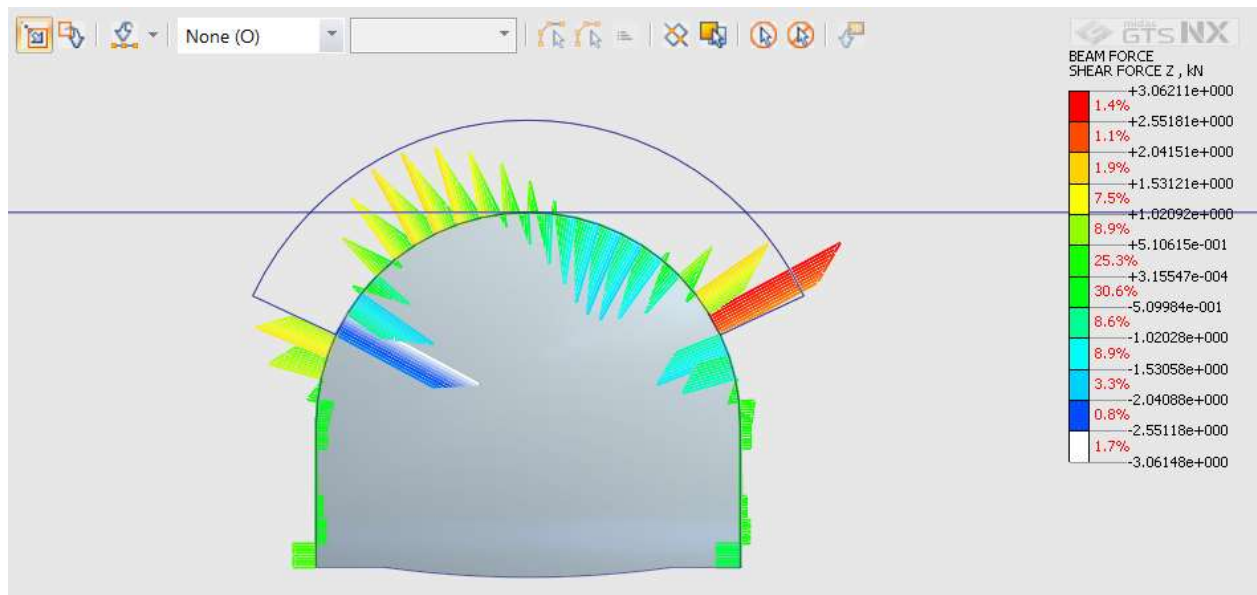 None (O)
midas
GTS NX
BEAM FORCE
SHEAR FORCE Z , kN
+3.06211e+000
1.4%
+2.55181e+000
1.1%
+2.04151e+000
1.9%
+1.53121e+000
7.5%
+1.02092e+000
8.9%
+5.10615e-001
25.3%
+3.15547e-004
30.6%
-5.09984e-001
8.6%
-1.02028e+000
8.9%
-1.53058e+000
3.3%
-2.04088e+000
0.8%
-2.55118e+000
1.7%
-3.06148e+000